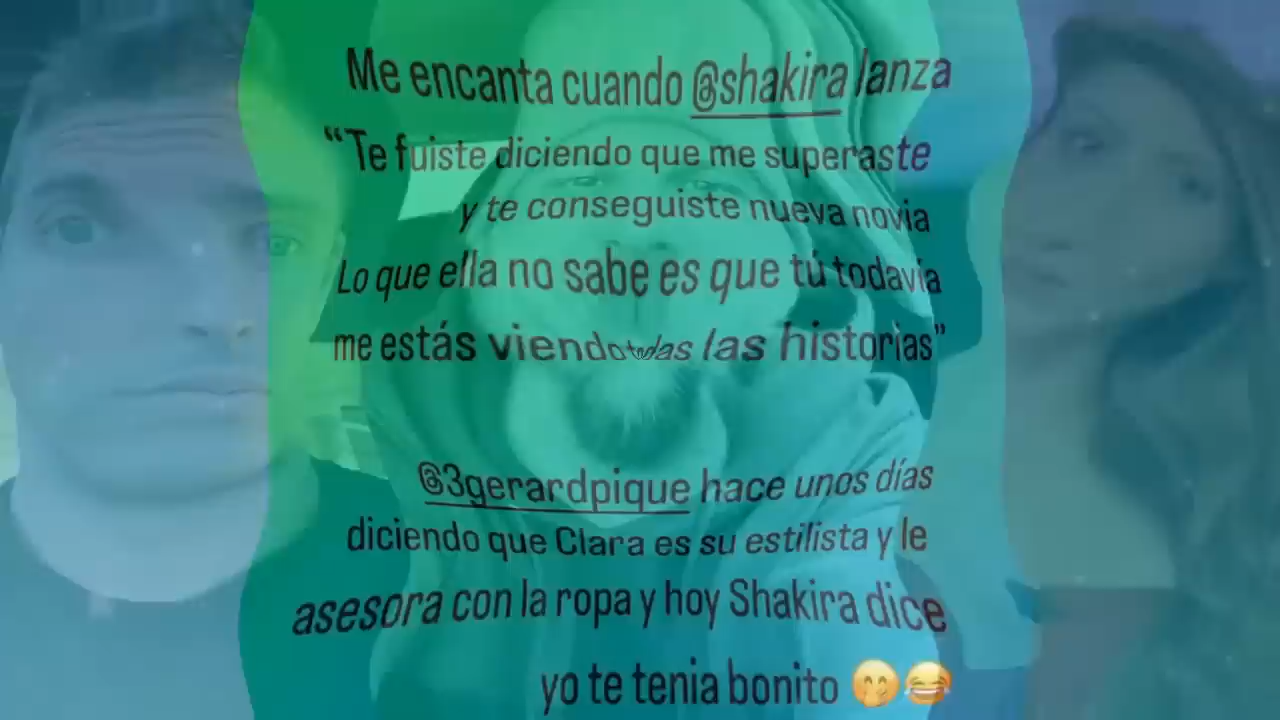 Me encanta cuando @shakira lanza
“Te fuiste diciendo que me superaste
y te conseguiste nueva novia
Lo que ella no sabe es que tú todavía
me estás viendo todas las historias”
@3gerardpique hace unos días
diciendo que Clara es su estilista y le
asesora con la ropa y hoy Shakira dice
yo te tenia bonito 🤭😂